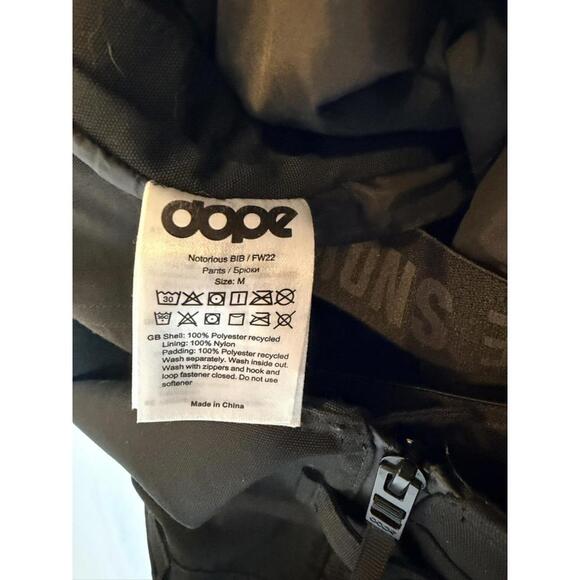 dope
Notorious BIB / FW22
Pants / Брюки
Size: M
30
GB Shell: 100% Polyester recycled
Lining: 100% Nylon
Padding: 100% Polyester recycled
Wash separately. Wash inside out.
Wash with zippers and hook and
loop fastener closed. Do not use
softener
Made in China
dope